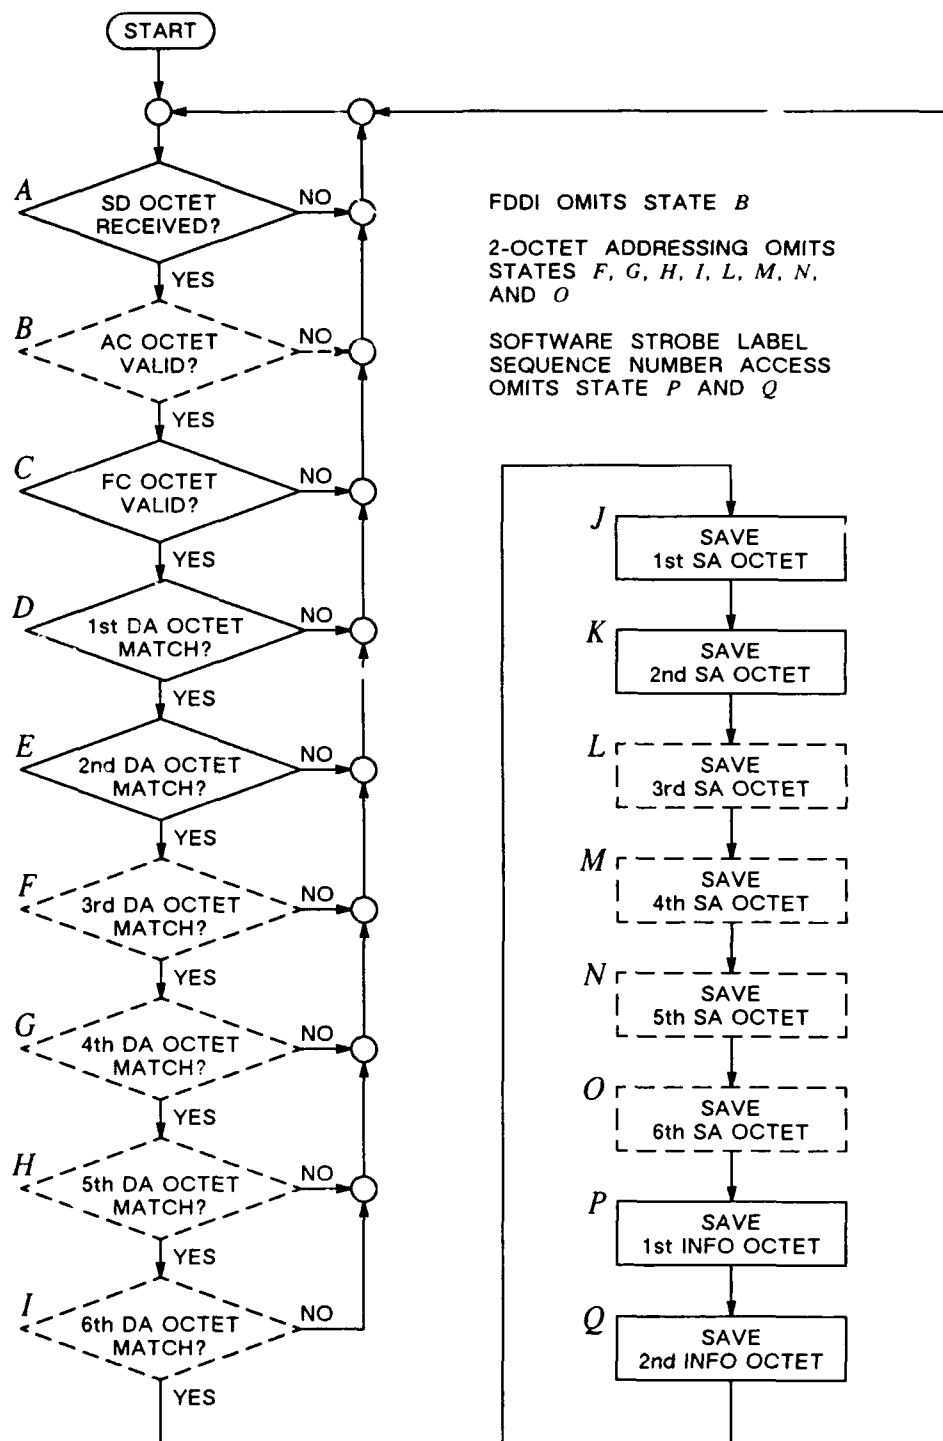 START
A
SD OCTET
RECEIVED?
NO
YES
B
AC OCTET
VALID?
NO
YES
C
FC OCTET
VALID?
NO
YES
D
1st DA OCTET
MATCH?
NO
YES
E
2nd DA OCTET
MATCH?
NO
YES
F
3rd DA OCTET
MATCH?
NO
YES
G
4th DA OCTET
MATCH?
NO
YES
H
5th DA OCTET
MATCH?
NO
YES
I
6th DA OCTET
MATCH?
NO
YES
FDDI OMITS STATE B
2-OCTET ADDRESSING OMITS
STATES F, G, H, I, L, M, N,
AND O
SOFTWARE STROBE LABEL
SEQUENCE NUMBER ACCESS
OMITS STATE P AND Q
J
SAVE
1st SA OCTET
K
SAVE
2nd SA OCTET
L
SAVE
3rd SA OCTET
M
SAVE
4th SA OCTET
N
SAVE
5th SA OCTET
O
SAVE
6th SA OCTET
P
SAVE
1st INFO OCTET
Q
SAVE
2nd INFO OCTET